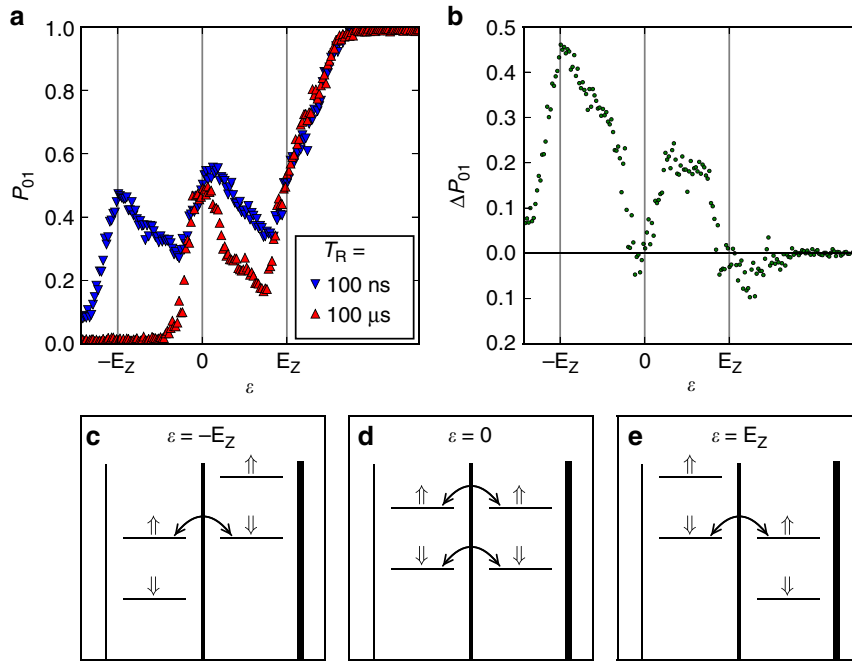 a
1.0
0.8
0.6
0.4
0.2
0.0
P01
−EZ 0 EZ
ε
TR =
100 ns
100 μs
b
0.5
0.4
0.3
0.2
0.1
0.0
0.1
0.2
ΔP01
−EZ 0 EZ
ε
c
ε = −EZ
⇑
⇑ ⇓
⇓
d
ε = 0
⇑ ⇑
⇓ ⇓
e
ε = EZ
⇑
⇓ ⇑
⇓